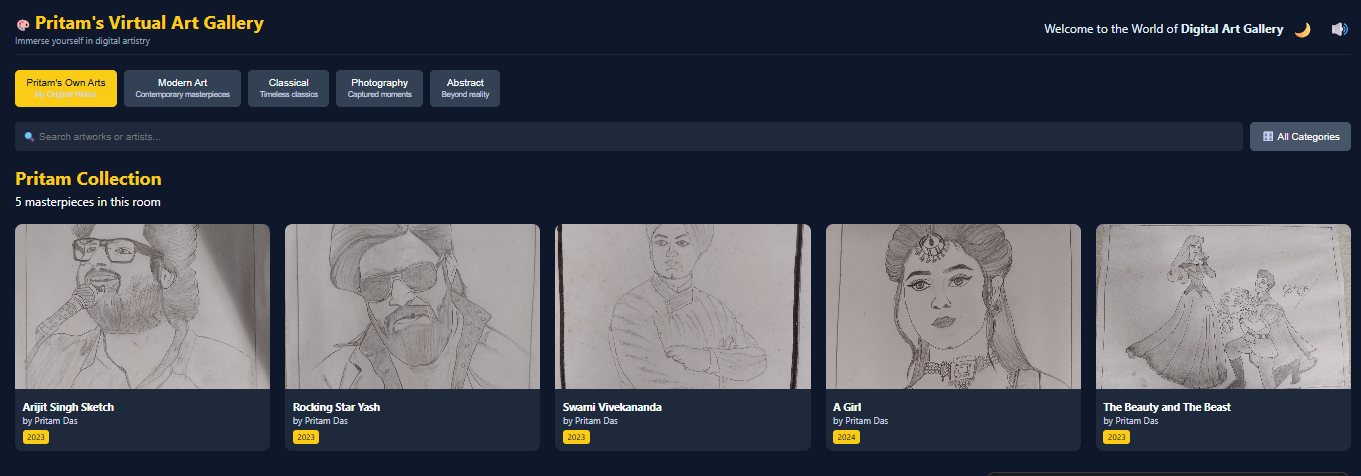 Pritam's Virtual Art Gallery
Immerse yourself in digital artistry
Welcome to the World of Digital Art Gallery
Pritam's Own Arts
My Original Works
Modern Art
Contemporary masterpieces
Classical
Timeless classics
Photography
Captured moments
Abstract
Beyond reality
Search artworks or artists...
All Categories
Pritam Collection
5 masterpieces in this room
Arijit Singh Sketch
by Pritam Das
2023
Rocking Star Yash
by Pritam Das
2023
Swami Vivekananda
by Pritam Das
2023
A Girl
by Pritam Das
2024
The Beauty and The Beast
by Pritam Das
2023